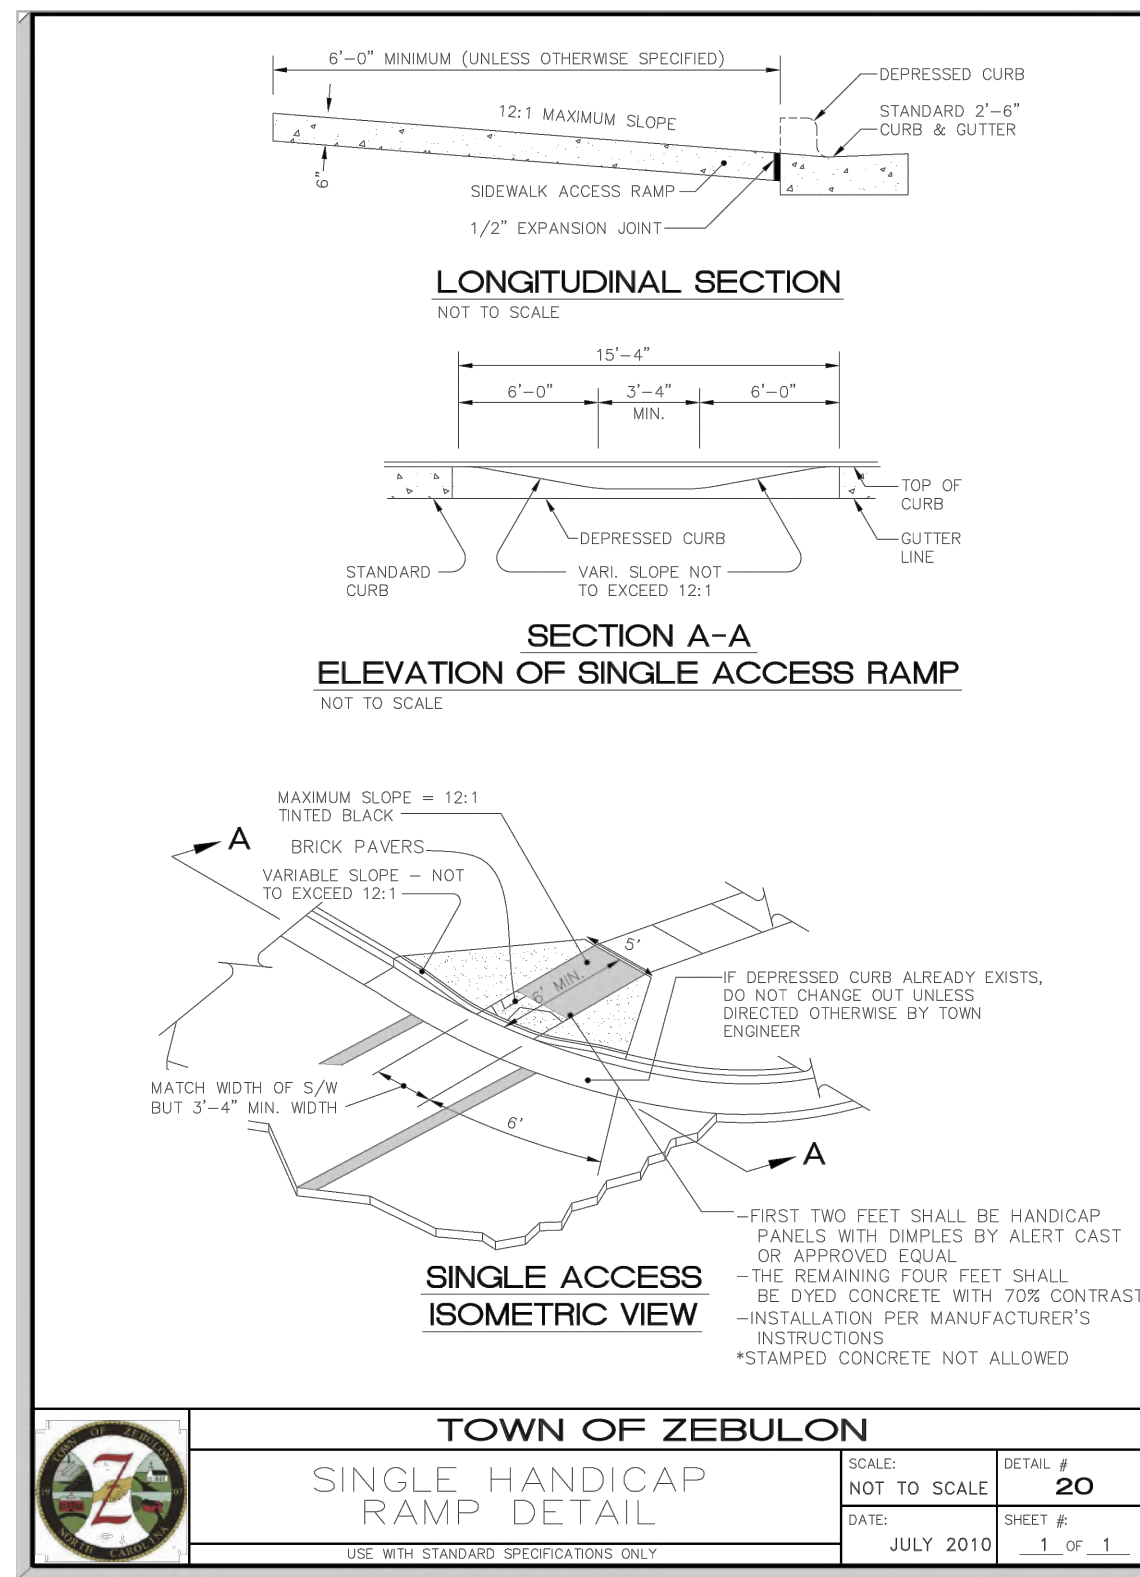 6'-0" MINIMUM (UNLESS OTHERWISE SPECIFIED)
DEPRESSED CURB
12:1 MAXIMUM SLOPE
STANDARD 2'-6"
CURB & GUTTER
6"
SIDEWALK ACCESS RAMP
1/2" EXPANSION JOINT
LONGITUDINAL SECTION
NOT TO SCALE
15'-4"
6'-0"
3'-4"
MIN.
6'-0"
TOP OF
CURB
DEPRESSED CURB
GUTTER
LINE
STANDARD
CURB
VARI. SLOPE NOT
TO EXCEED 12:1
SECTION A-A
ELEVATION OF SINGLE ACCESS RAMP
NOT TO SCALE
MAXIMUM SLOPE = 12:1
TINTED BLACK
A
BRICK PAVERS
VARIABLE SLOPE - NOT
TO EXCEED 12:1
5'
6' MIN.
IF DEPRESSED CURB ALREADY EXISTS,
DO NOT CHANGE OUT UNLESS
DIRECTED OTHERWISE BY TOWN
ENGINEER
MATCH WIDTH OF S/W
BUT 3'-4" MIN. WIDTH
6'
A
-FIRST TWO FEET SHALL BE HANDICAP
PANELS WITH DIMPLES BY ALERT CAST
OR APPROVED EQUAL
-THE REMAINING FOUR FEET SHALL
BE DYED CONCRETE WITH 70% CONTRAST
-INSTALLATION PER MANUFACTURER'S
INSTRUCTIONS
*STAMPED CONCRETE NOT ALLOWED
SINGLE ACCESS
ISOMETRIC VIEW
TOWN OF ZEBULON
NORTH CAROLINA
1907
Z
TOWN OF ZEBULON
SINGLE HANDICAP
RAMP DETAIL
USE WITH STANDARD SPECIFICATIONS ONLY
SCALE:
NOT TO SCALE
DETAIL #
20
DATE:
JULY 2010
SHEET #:
1 OF 1